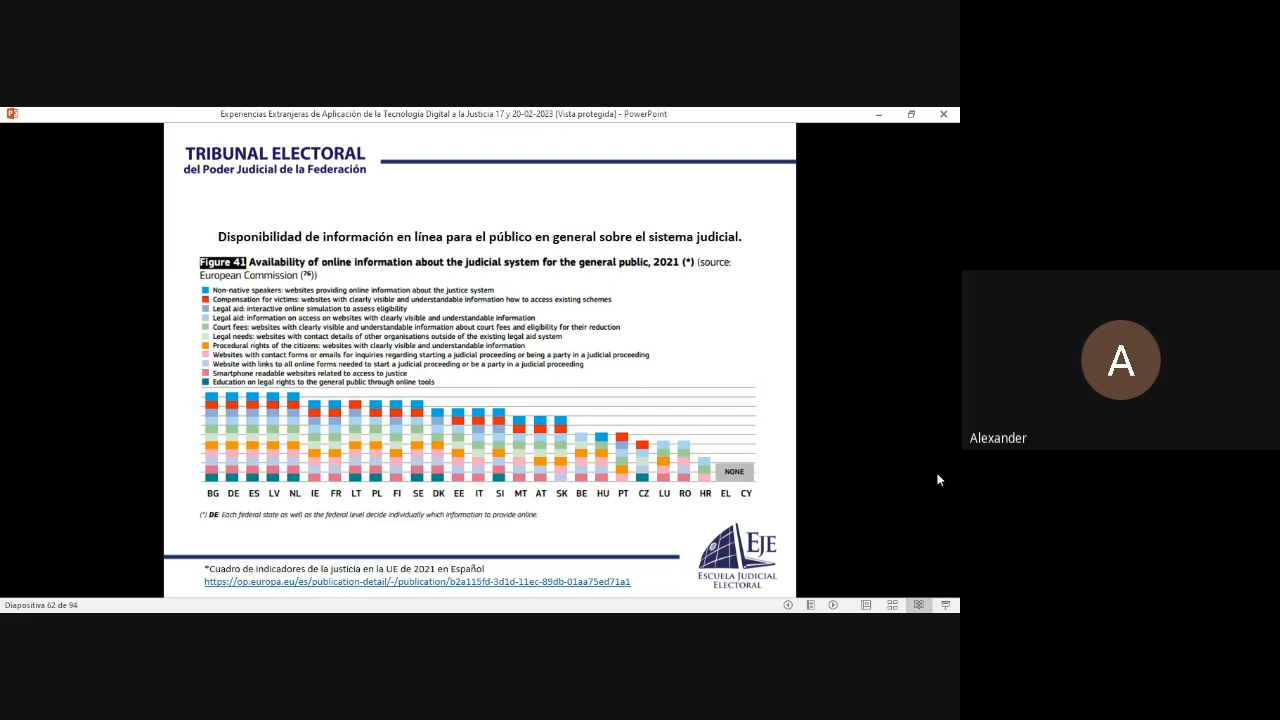 Experiencias Extranjeras de Aplicación de la Tecnología Digital a la Justicia 17 y 20-02-2023 [Vista protegida] - PowerPoint
TRIBUNAL ELECTORAL
del Poder Judicial de la Federación
Disponibilidad de información en línea para el público en general sobre el sistema judicial.
Figure 41 Availability of online information about the judicial system for the general public, 2021 (*) (source:
European Commission (76))
Non-native speakers: websites providing online information about the justice system
Compensation for victims: websites with clearly visible and understandable information how to access existing schemes
Legal aid: interactive online simulation to assess eligibility
Legal aid: information on access on websites with clearly visible and understandable information
Court fees: websites with clearly visible and understandable information about court fees and eligibility for their reduction
Legal needs: websites with contact details of other organisations outside of the existing legal aid system
Procedural rights of the citizens: websites with clearly visible and understandable information
Websites with contact forms or emails for inquiries regarding starting a judicial proceeding or being a party in a judicial proceeding
Website with links to all online forms needed to start a judicial proceeding or be a party in a judicial proceeding
Smartphone readable websites related to access to justice
Education on legal rights to the general public through online tools
NONE
BG DE ES LV NL IE FR LT PL FI SE DK EE IT SI MT AT SK BE HU PT CZ LU RO HR EL CY
(*) DE: Each federal state as well as the federal level decide individually which information to provide online.
EJE
ESCUELA JUDICIAL
ELECTORAL
*Cuadro de indicadores de la justicia en la UE de 2021 en Español
https://op.europa.eu/es/publication-detail/-/publication/b2a115fd-3d1d-11ec-89db-01aa75ed71a1
Diapositiva 62 de 94
A
Alexander